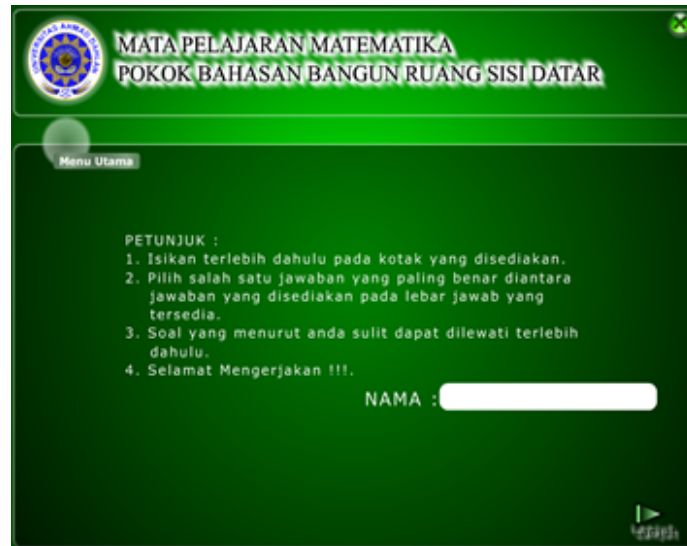 MATA PELAJARAN MATEMATIKA
POKOK BAHASAN BANGUN RUANG SISI DATAR
Menu Utama
PETUNJUK :
1. Isikan terlebih dahulu pada kotak yang disediakan.
2. Pilih salah satu jawaban yang paling benar diantara
jawaban yang disediakan pada lebar jawab yang
tersedia.
3. Soal yang menurut anda sulit dapat dilewati terlebih
dahulu.
4. Selamat Mengerjakan !!!.
NAMA :